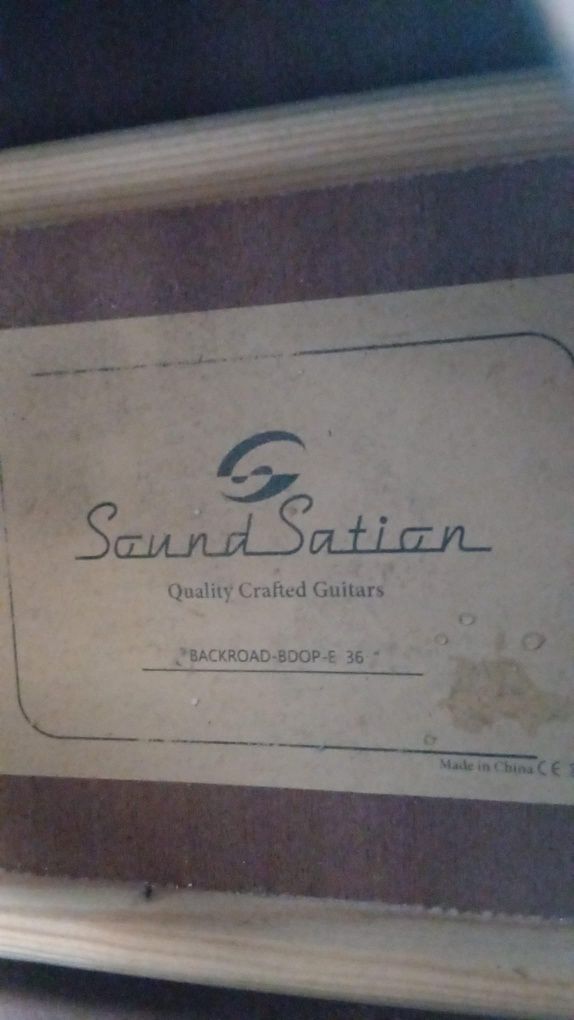 SoundSation
Quality Crafted Guitars
"BACKROAD-BDOP-E 36 "
Made in China CE